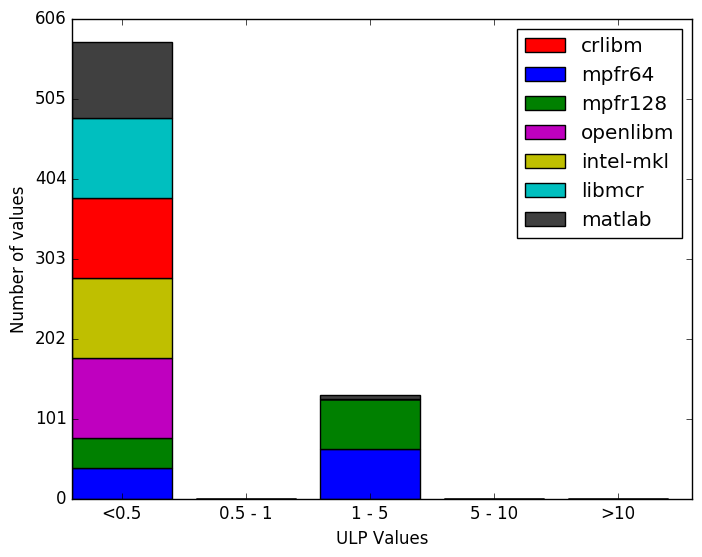 606
505
404
303
202
101
0
Number of values
crlibm
mpfr64
mpfr128
openlibm
intel-mkl
libmcr
matlab
<0.5
0.5 - 1
1 - 5
5 - 10
>10
ULP Values